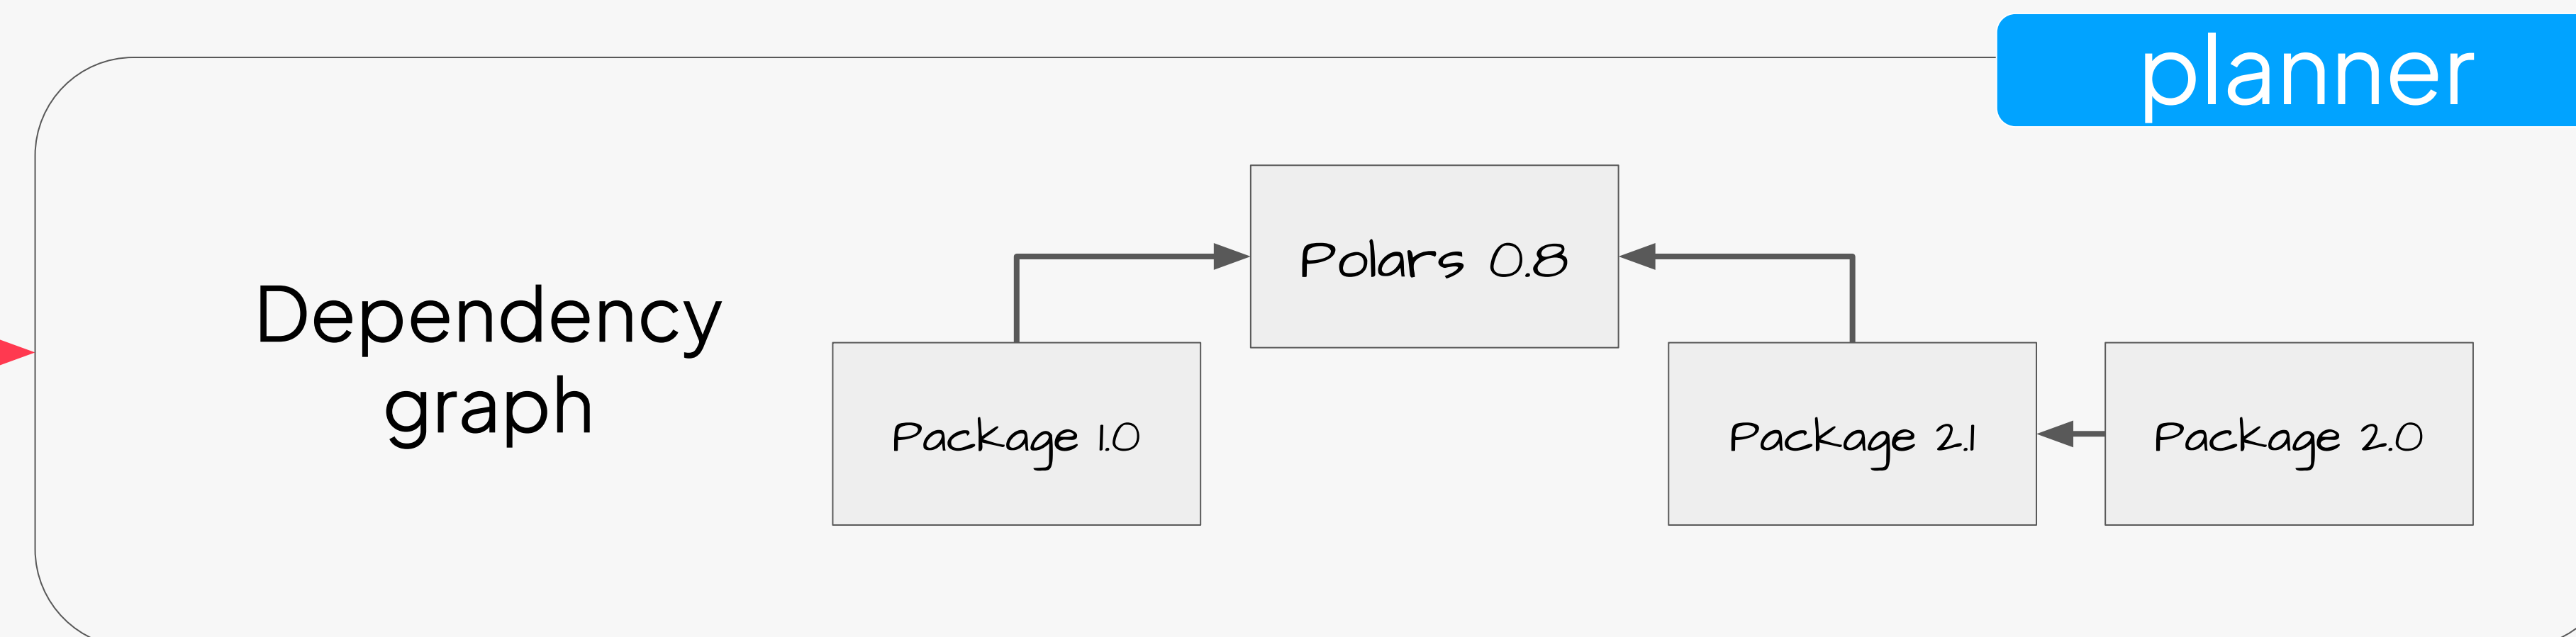 planner
Polars 0.8
Dependency
graph
Package 1.0
Package 2.1
Package 2.0